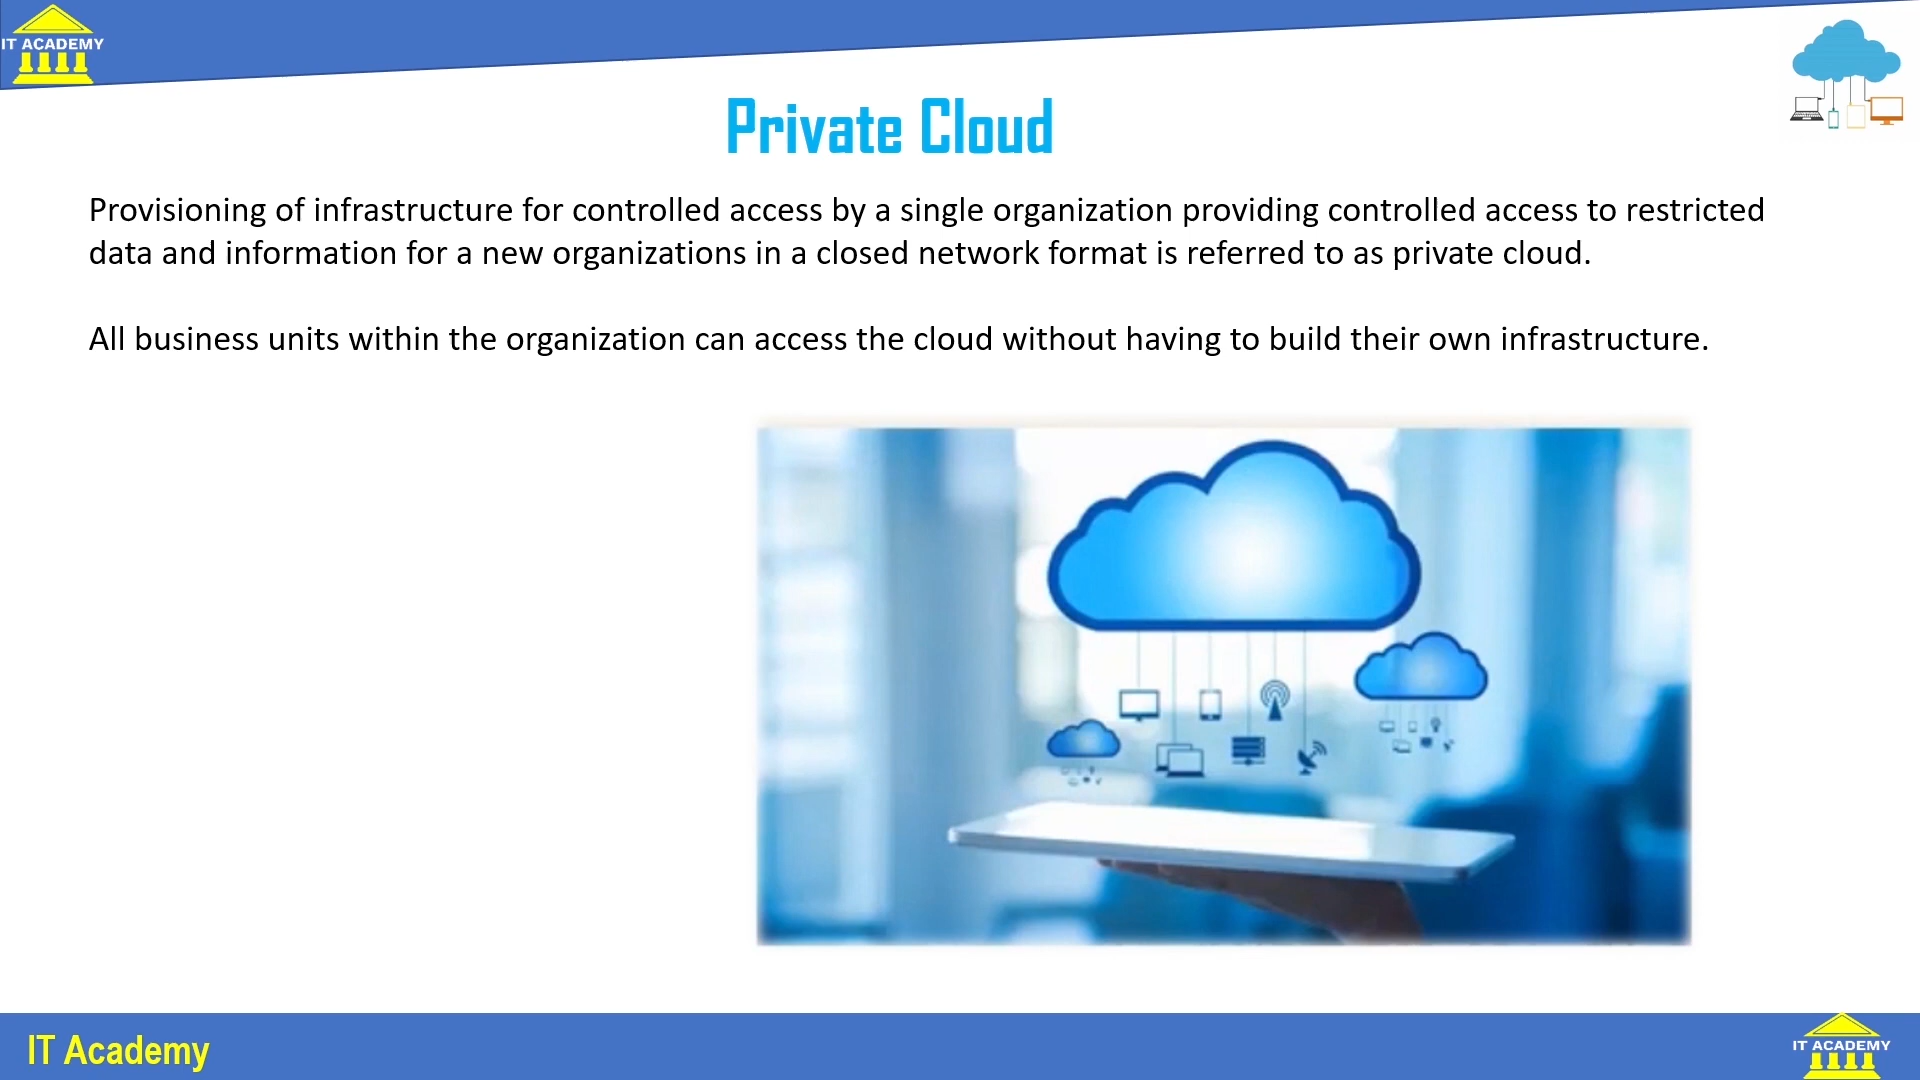 IT ACADEMY
Private Cloud
Provisioning of infrastructure for controlled access by a single organization providing controlled access to restricted
data and information for a new organizations in a closed network format is referred to as private cloud.
All business units within the organization can access the cloud without having to build their own infrastructure.
IT Academy
IT ACADEMY